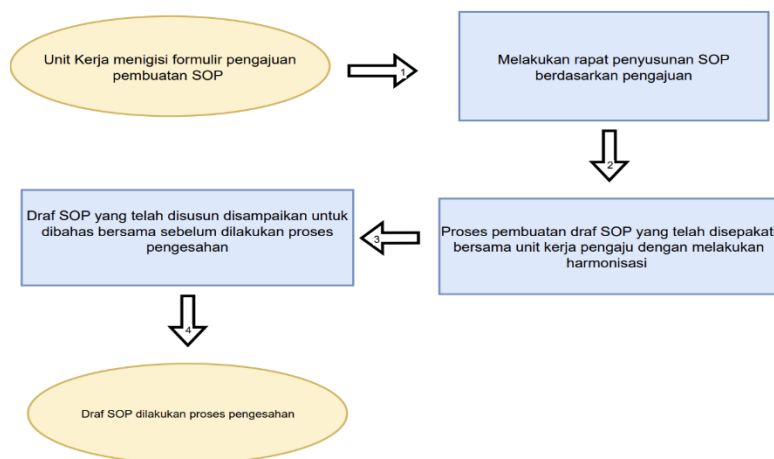 Unit Kerja menigisi formulir pengajuan
pembuatan SOP
1
Melakukan rapat penyusunan SOP
berdasarkan pengajuan
2
Proses pembuatan draf SOP yang telah disepakat
bersama unit kerja pengaju dengan melakukan
harmonisasi
3
Draf SOP yang telah disusun disampaikan untuk
dibahas bersama sebelum dilakukan proses
pengesahan
4
Draf SOP dilakukan proses pengesahan